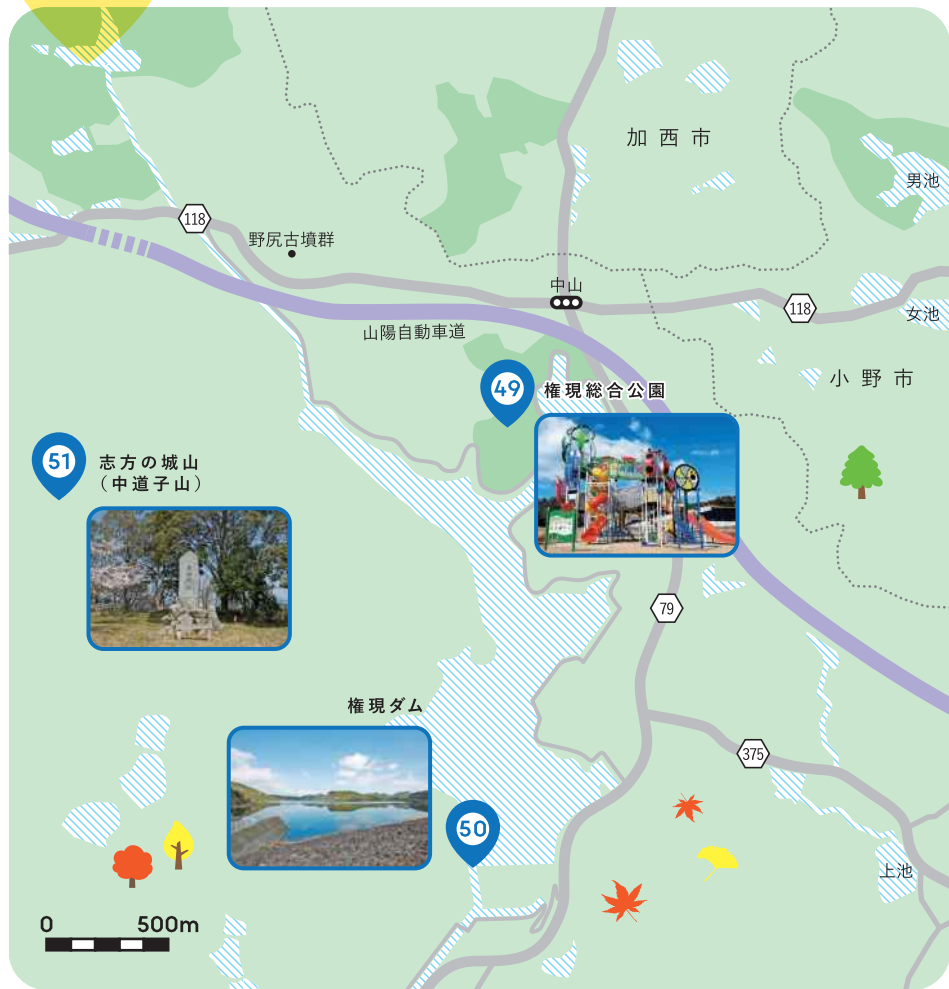 加西市
男池
118
野尻古墳群
中山
118
女池
山陽自動車道
小野市
49
権現総合公園
51
志方の城山
（中道子山）
79
権現ダム
375
50
上池
0 500m